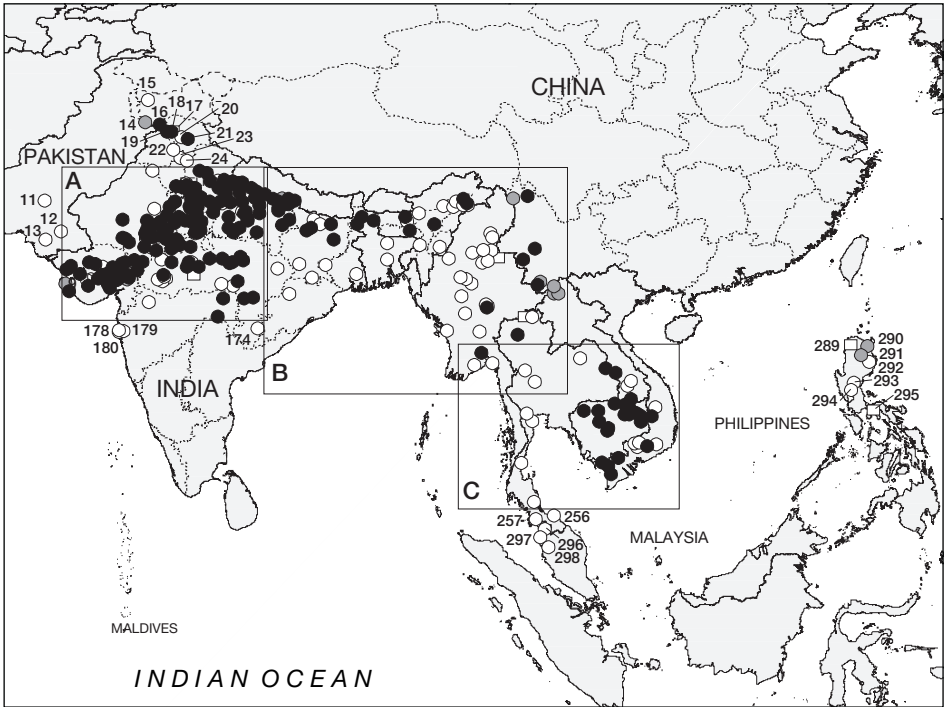 CHINA
15
18 17
16
20
14
19
21 23
22
24
PAKISTAN
A
11
12
13
178 179
180
174
INDIA
B
C
289
290
291
292
293
294
295
PHILIPPINES
257
256
297
296
298
MALAYSIA
MALDIVES
INDIAN OCEAN